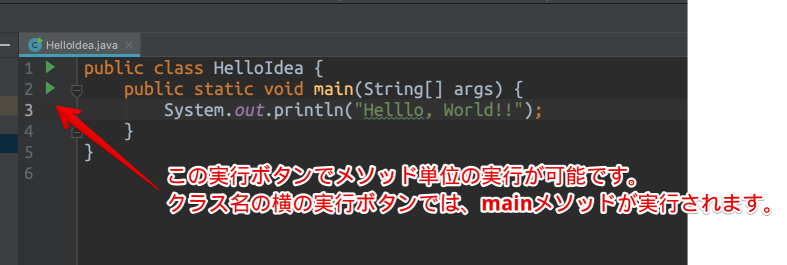 HelloIdea.java
1 public class HelloIdea {
2 public static void main(String[] args) {
3 System.out.println("Helllo, World!!");
4 }
5 }
6
この実行ボタンでメソッド単位の実行が可能です。
クラス名の横の実行ボタンでは、mainメソッドが実行されます。